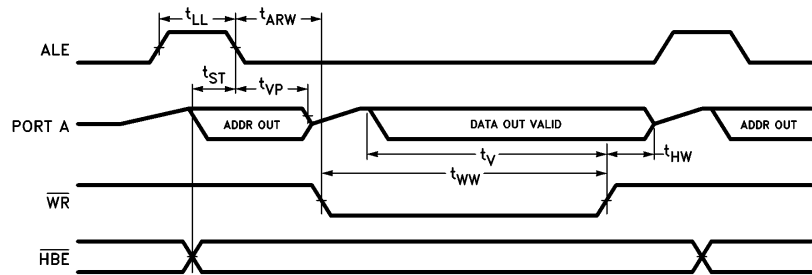 tLL tARW
ALE
tST tVP
PORT A ADDR OUT DATA OUT VALID ADDR OUT
tV tHW
tWW
WR
HBE